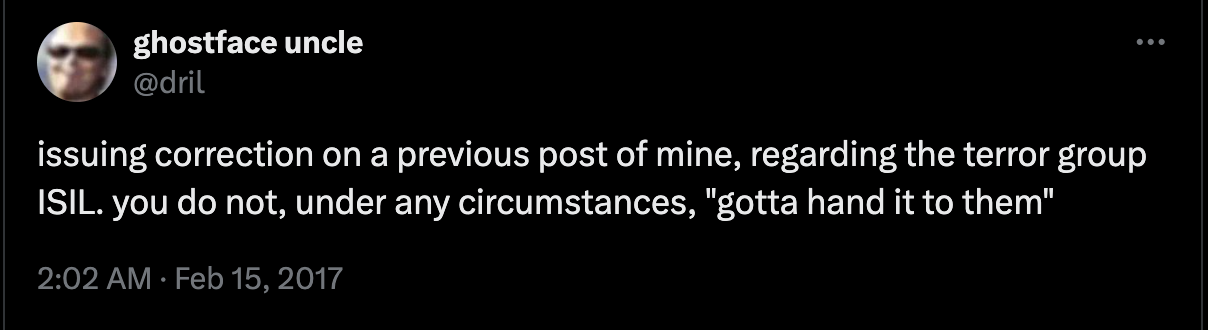 ghostface uncle
@dril
issuing correction on a previous post of mine, regarding the terror group
ISIL. you do not, under any circumstances, "gotta hand it to them"
2:02 AM · Feb 15, 2017